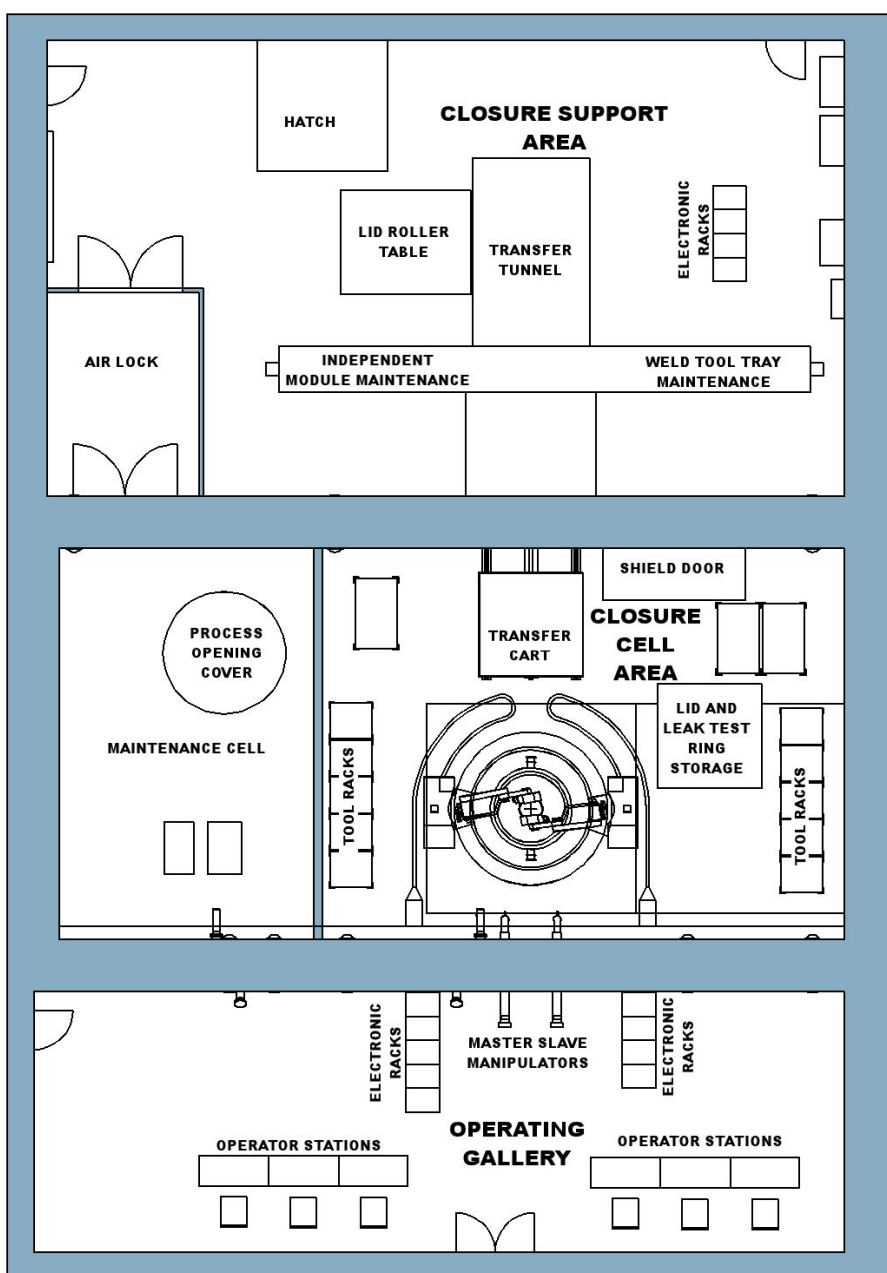 CLOSURE SUPPORT
AREA
HATCH
ELECTRONIC
RACKS
LID ROLLER
TABLE
TRANSFER
TUNNEL
AIR LOCK
INDEPENDENT
MODULE MAINTENANCE
WELD TOOL TRAY
MAINTENANCE
SHIELD DOOR
CLOSURE
CELL
AREA
PROCESS
OPENING
COVER
TRANSFER
CART
MAINTENANCE CELL
LID AND
LEAK TEST
RING
STORAGE
TOOL RACKS
TOOL RACKS
ELECTRONIC
RACKS
MASTER SLAVE
MANIPULATORS
ELECTRONIC
RACKS
OPERATING
GALLERY
OPERATOR STATIONS
OPERATOR STATIONS